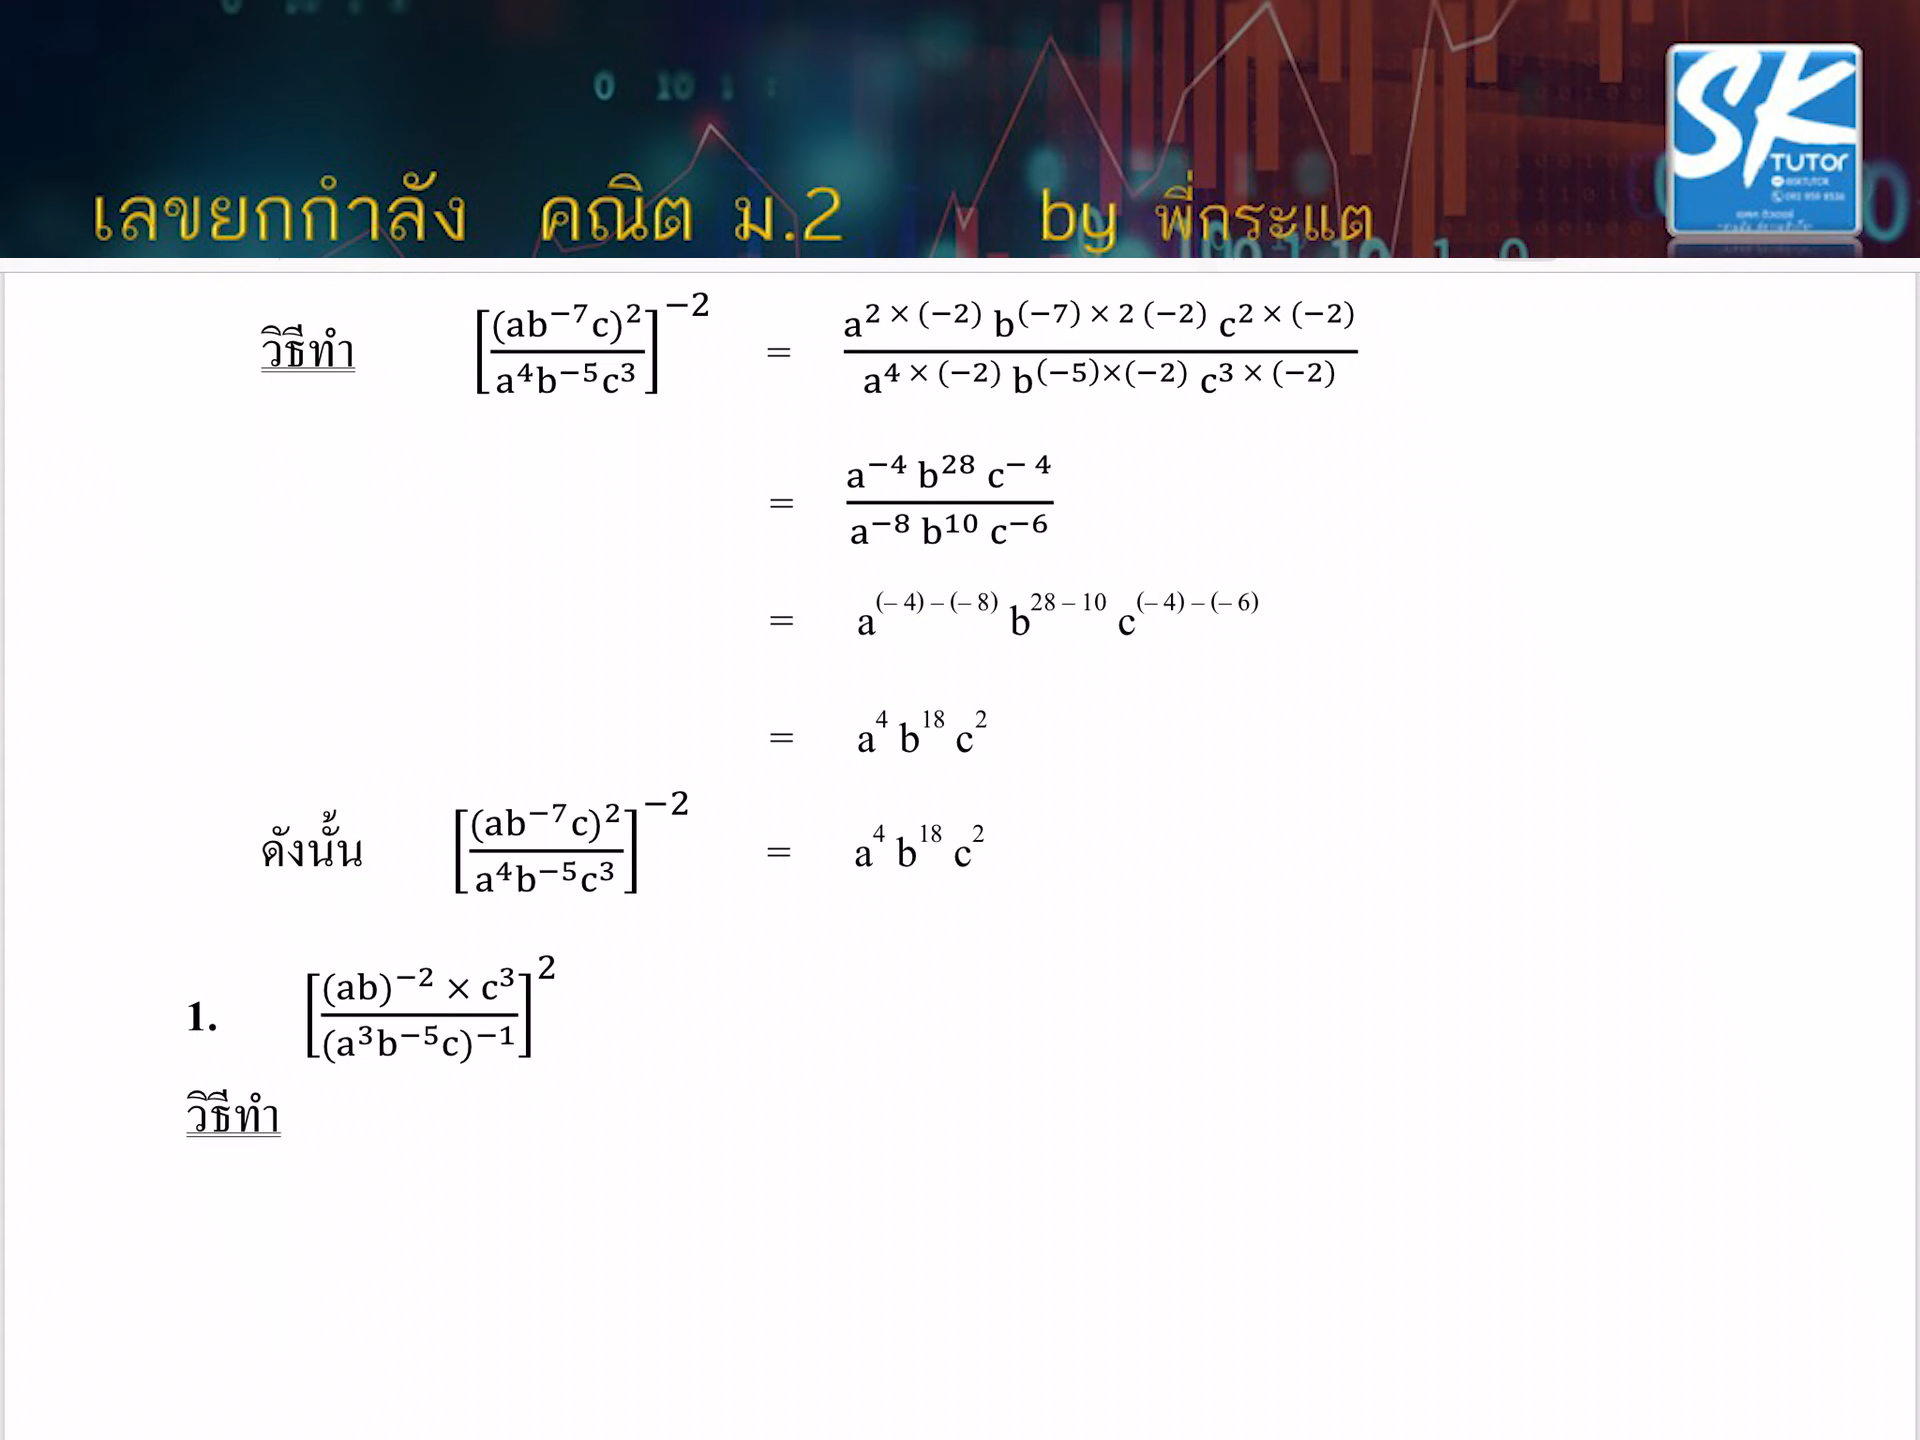 เลขยกกำลัง คณิต ม.2 by พี่กระแต
SK
TUTOR
วิธีทำ [(ab⁻⁷c)² / a⁴b⁻⁵c³]⁻² = a^{2 × (−2)} b^{(−7) × 2 (−2)} c^{2 × (−2)} / a^{4 × (−2)} b^{(−5)×(−2)} c^{3 × (−2)}
= a⁻⁴ b²⁸ c⁻⁴ / a⁻⁸ b¹⁰ c⁻⁶
= a^{(– 4) – (– 8)} b^{28 – 10} c^{(– 4) – (– 6)}
= a⁴ b¹⁸ c²
ดังนั้น [(ab⁻⁷c)² / a⁴b⁻⁵c³]⁻² = a⁴ b¹⁸ c²
1. [(ab)⁻² × c³ / (a³b⁻⁵c)⁻¹]²
วิธีทำ